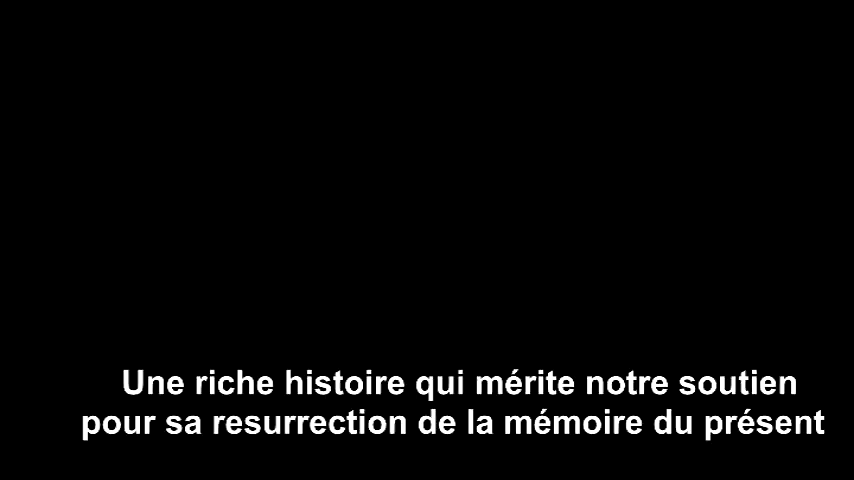 Une riche histoire qui mérite notre soutien
pour sa resurrection de la mémoire du présent